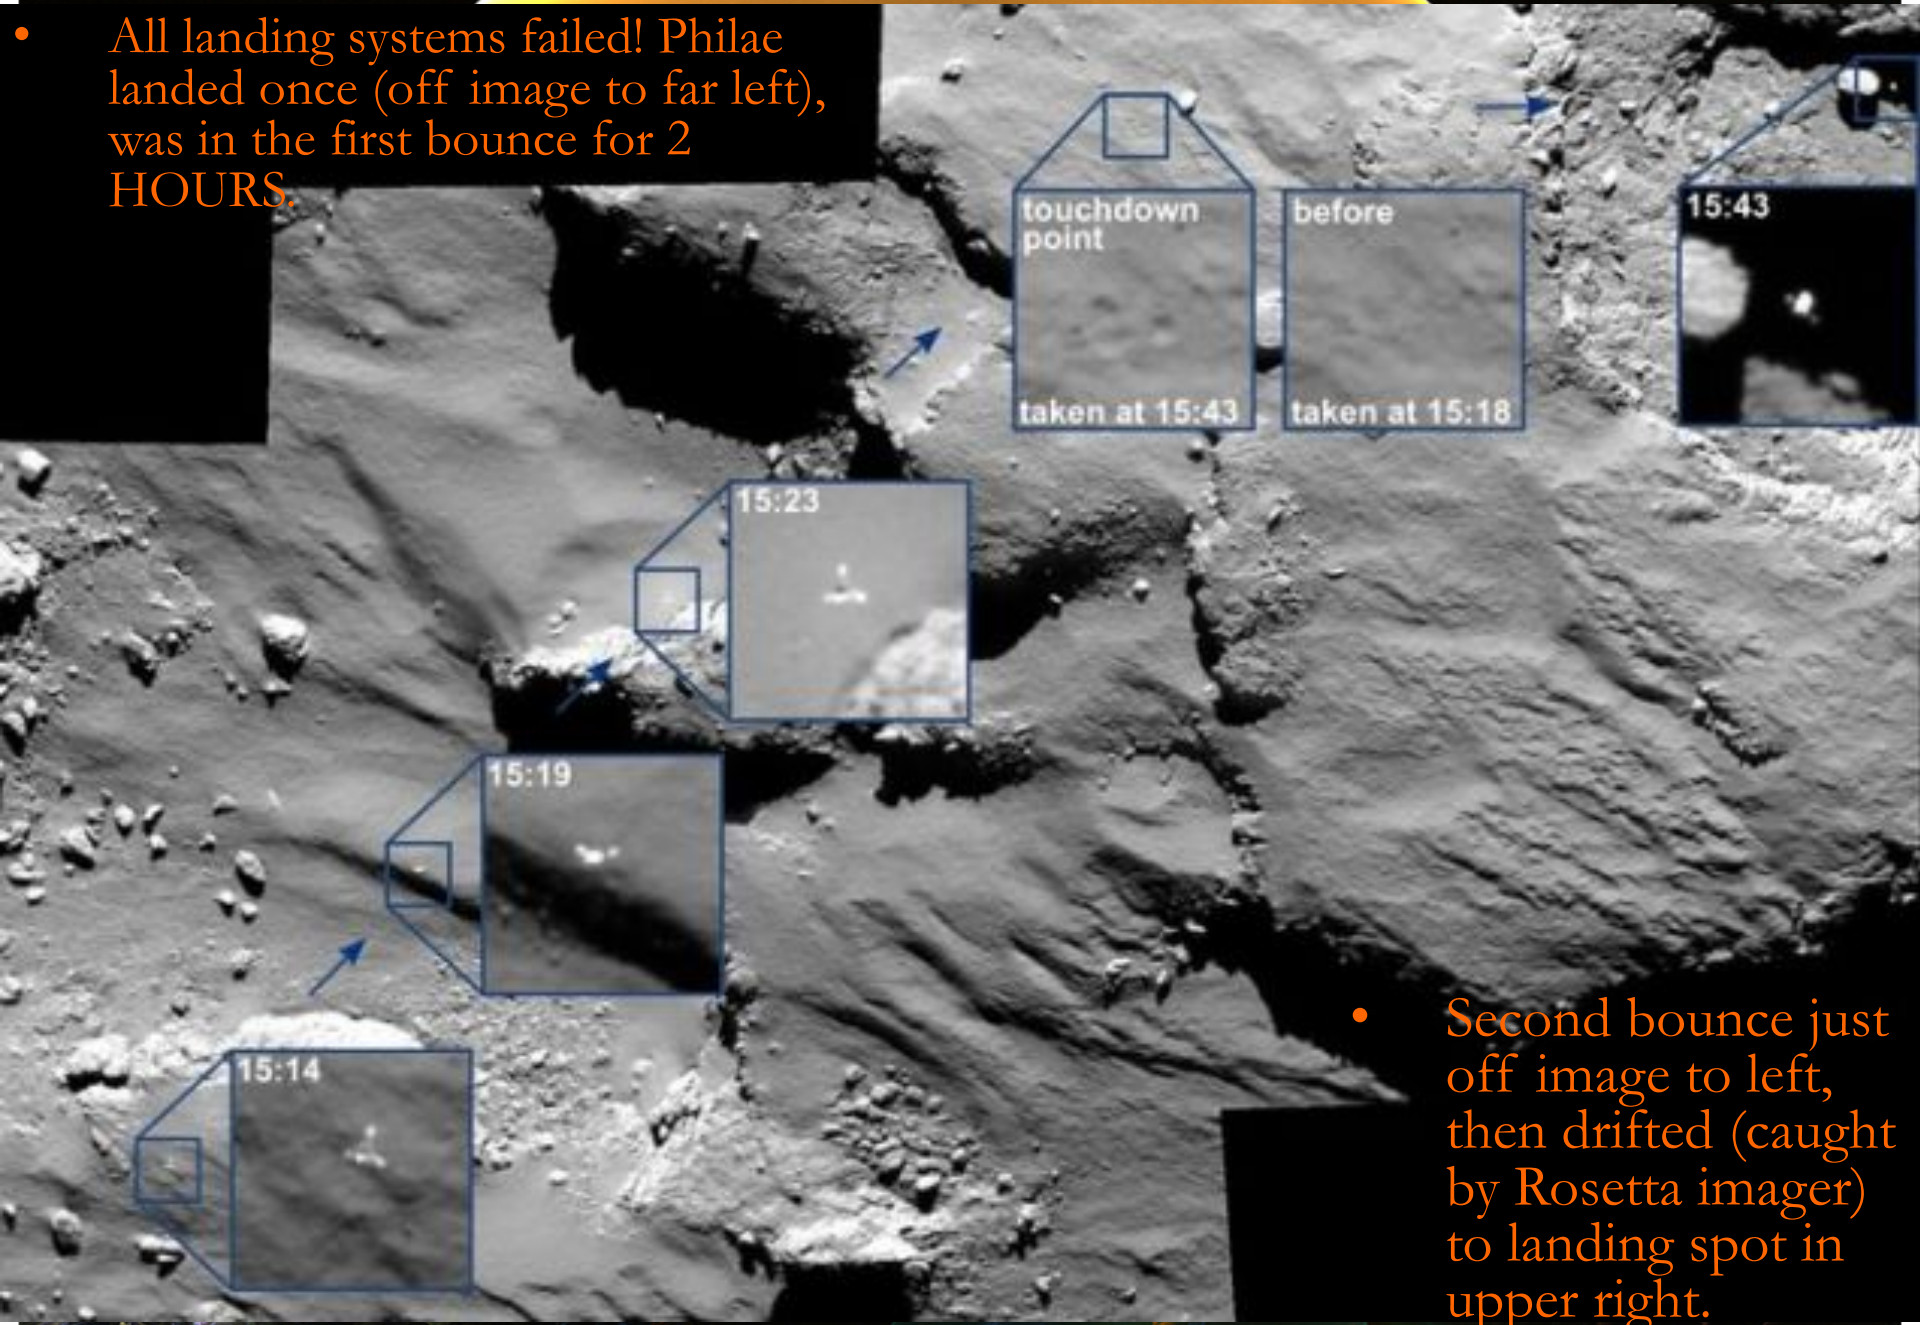 • All landing systems failed! Philae
landed once (off image to far left),
was in the first bounce for 2
HOURS.
touchdown
point
taken at 15:43
before
taken at 15:18
15:43
15:23
15:19
15:14
• Second bounce just
off image to left,
then drifted (caught
by Rosetta imager)
to landing spot in
upper right.